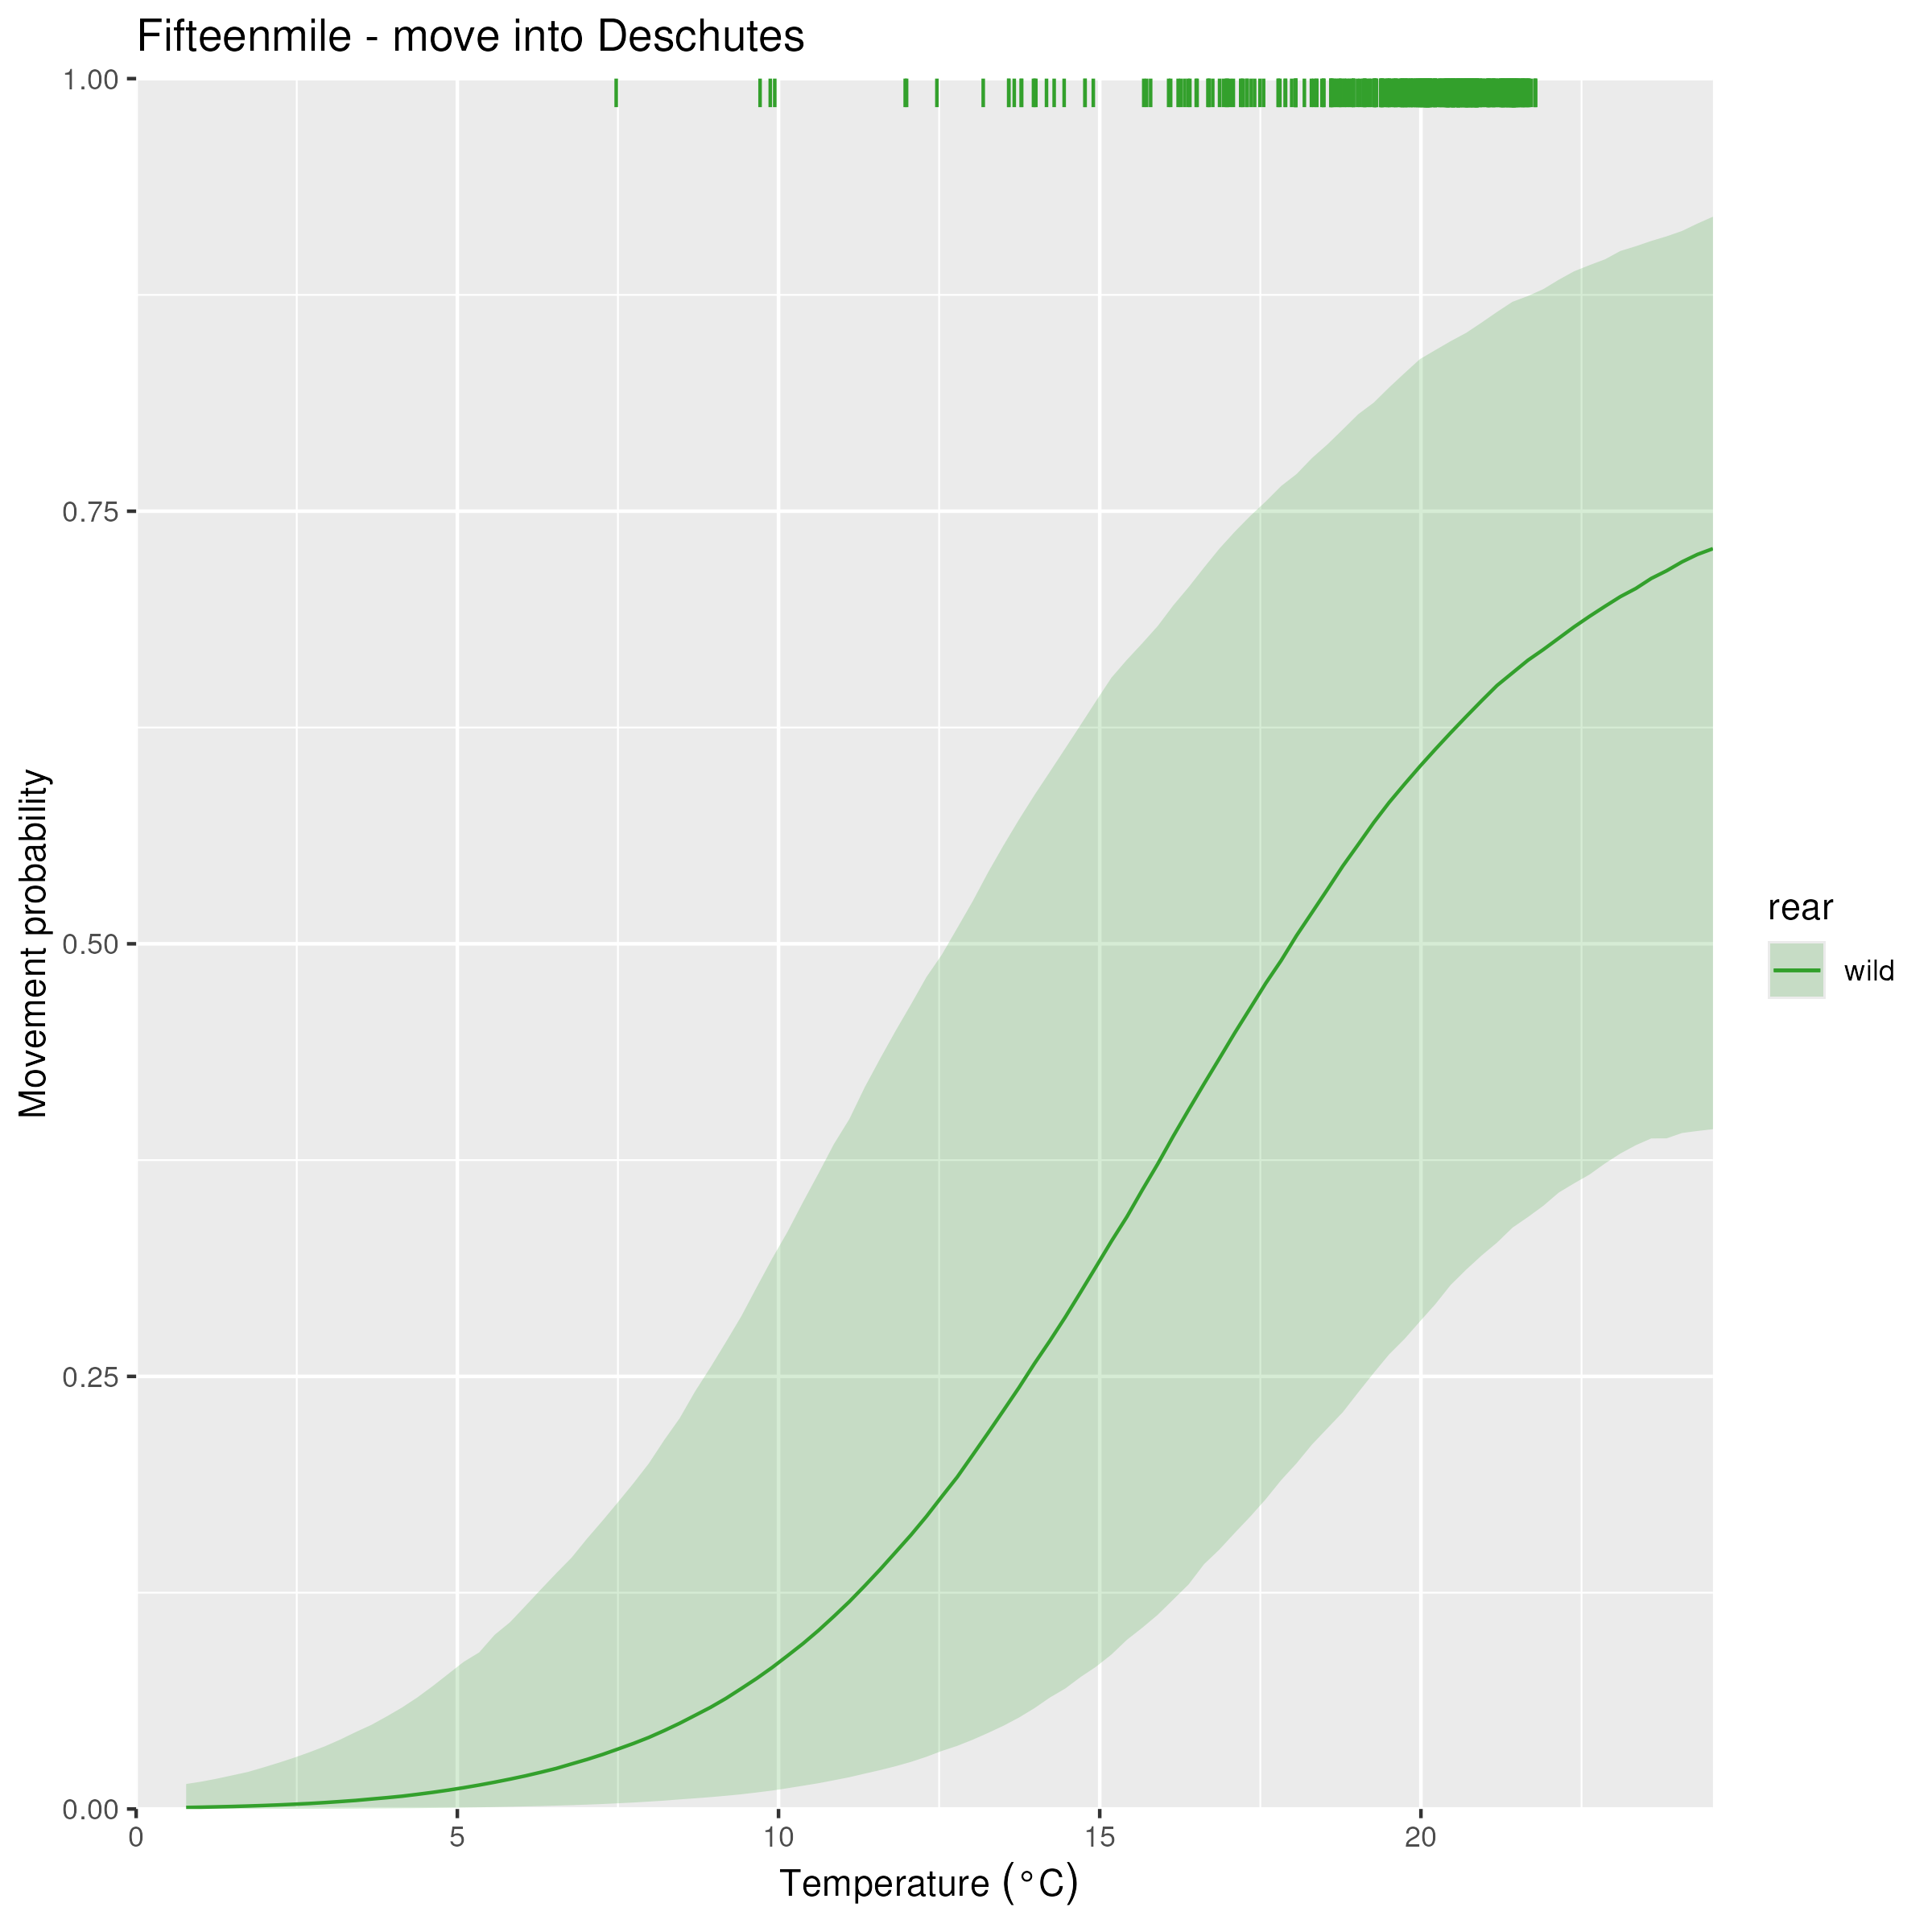 Fifteenmile - move into Deschutes
1.00
0.75
0.50
0.25
0.00
Movement probability
0 5 10 15 20
Temperature (°C)
rear
wild